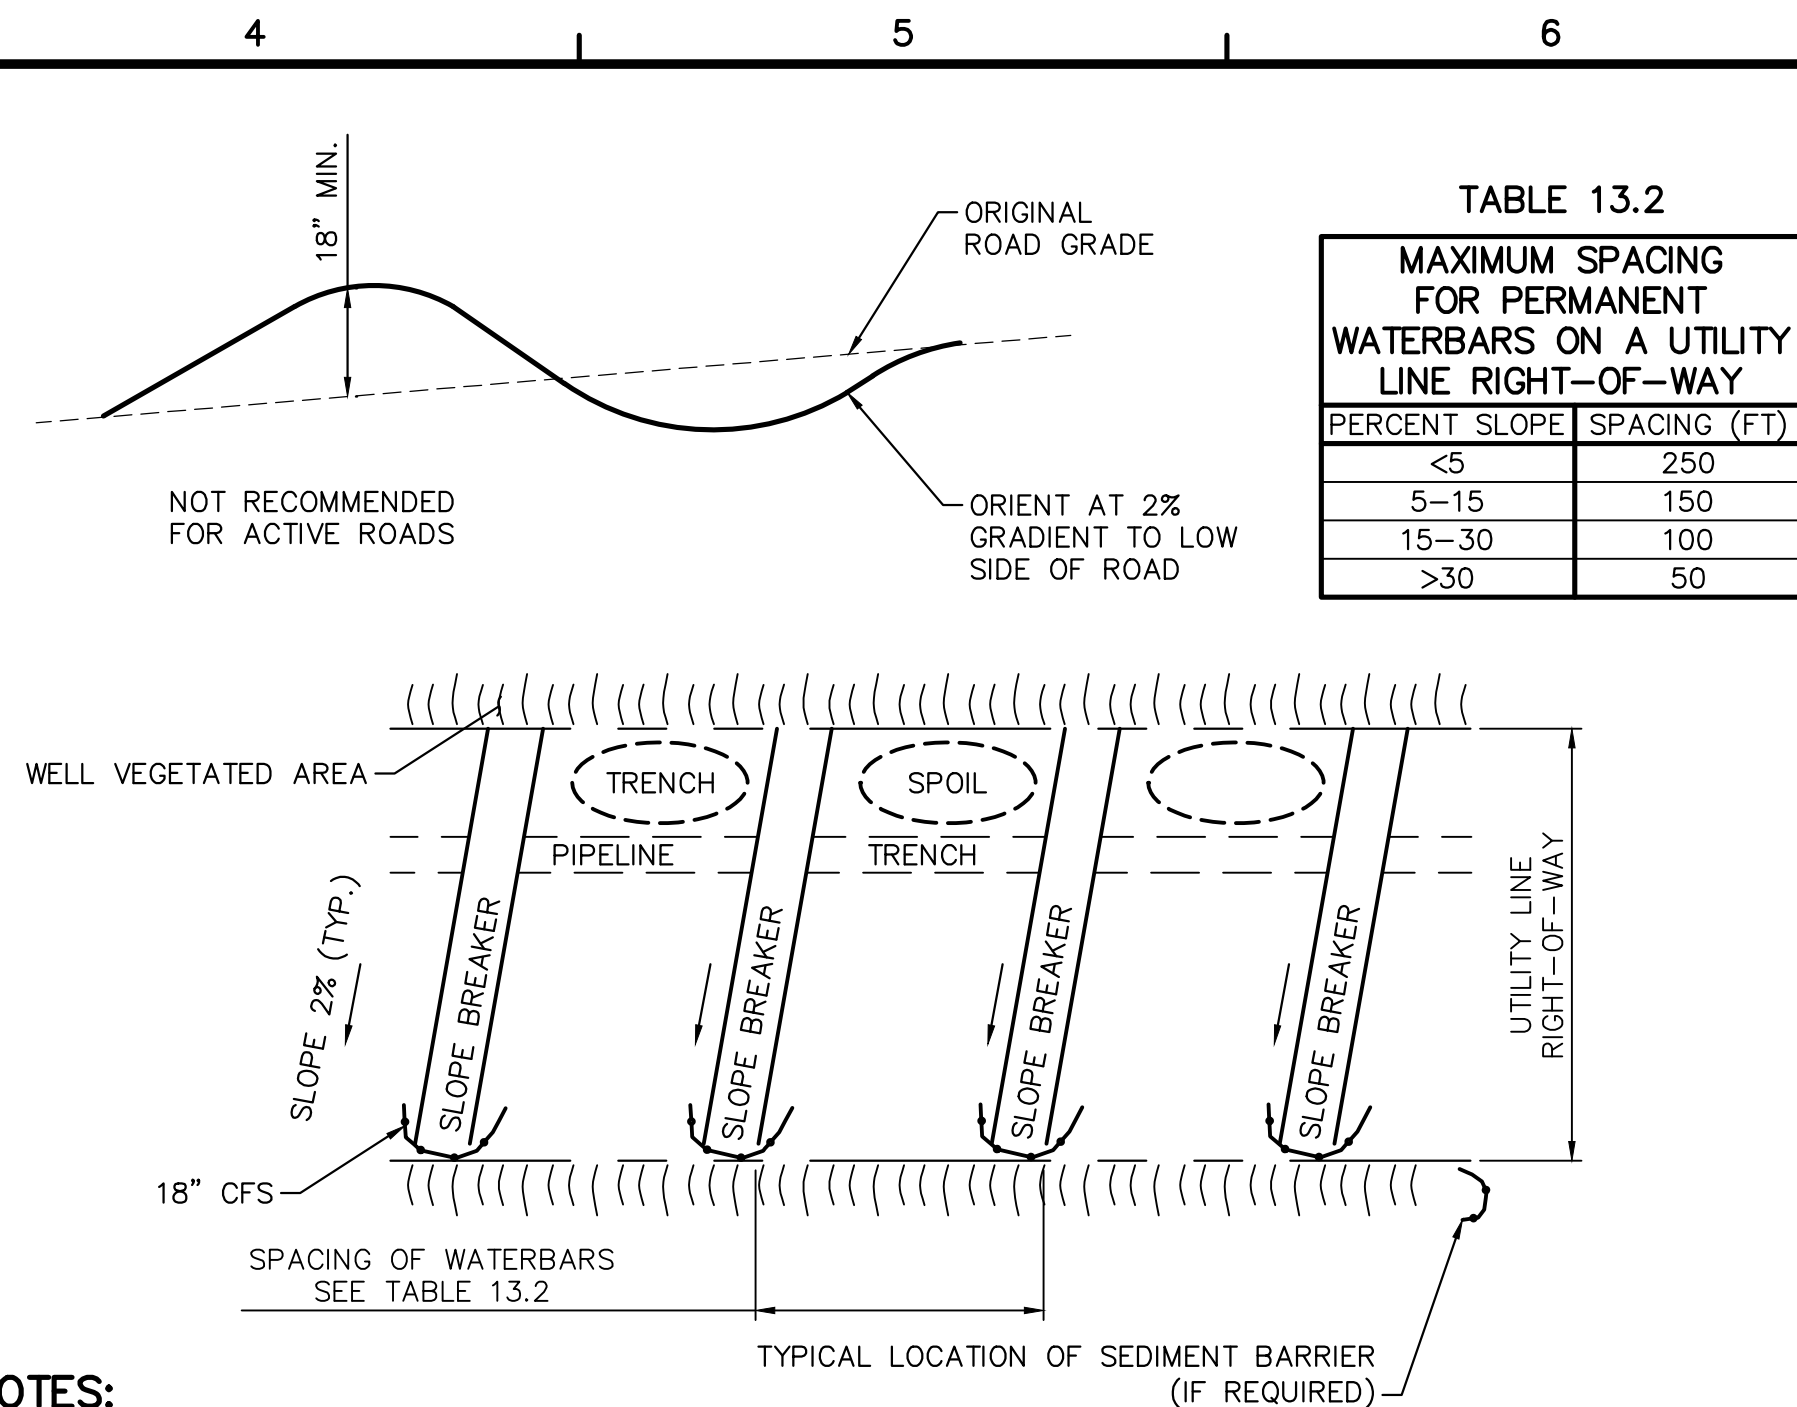 4
5
6
18" MIN.
ORIGINAL
ROAD GRADE
NOT RECOMMENDED
FOR ACTIVE ROADS
ORIENT AT 2%
GRADIENT TO LOW
SIDE OF ROAD
TABLE 13.2
MAXIMUM SPACING
FOR PERMANENT
WATERBARS ON A UTILITY
LINE RIGHT-OF-WAY
PERCENT SLOPE SPACING (FT)
<5 250
5-15 150
15-30 100
>30 50
WELL VEGETATED AREA
TRENCH
SPOIL
PIPELINE
TRENCH
SLOPE 2% (TYP.)
SLOPE BREAKER
SLOPE BREAKER
SLOPE BREAKER
SLOPE BREAKER
UTILITY LINE
RIGHT-OF-WAY
18" CFS
SPACING OF WATERBARS
SEE TABLE 13.2
TYPICAL LOCATION OF SEDIMENT BARRIER
(IF REQUIRED)
OTES: